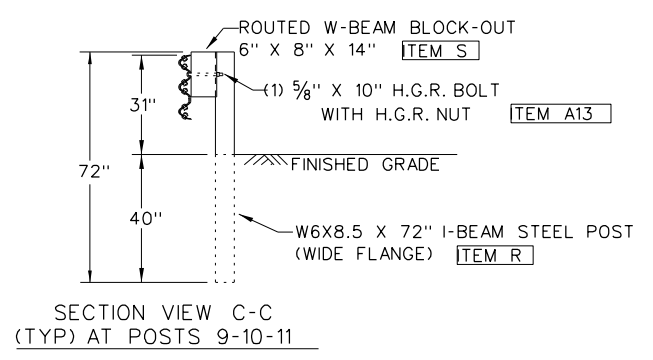 ROUTED W-BEAM BLOCK-OUT
6" X 8" X 14" ITEM S
(1) 5/8" X 10" H.G.R. BOLT
WITH H.G.R. NUT ITEM A13
31"
FINISHED GRADE
72"
40"
W6X8.5 X 72" I-BEAM STEEL POST
(WIDE FLANGE) ITEM R
SECTION VIEW C-C
(TYP) AT POSTS 9-10-11